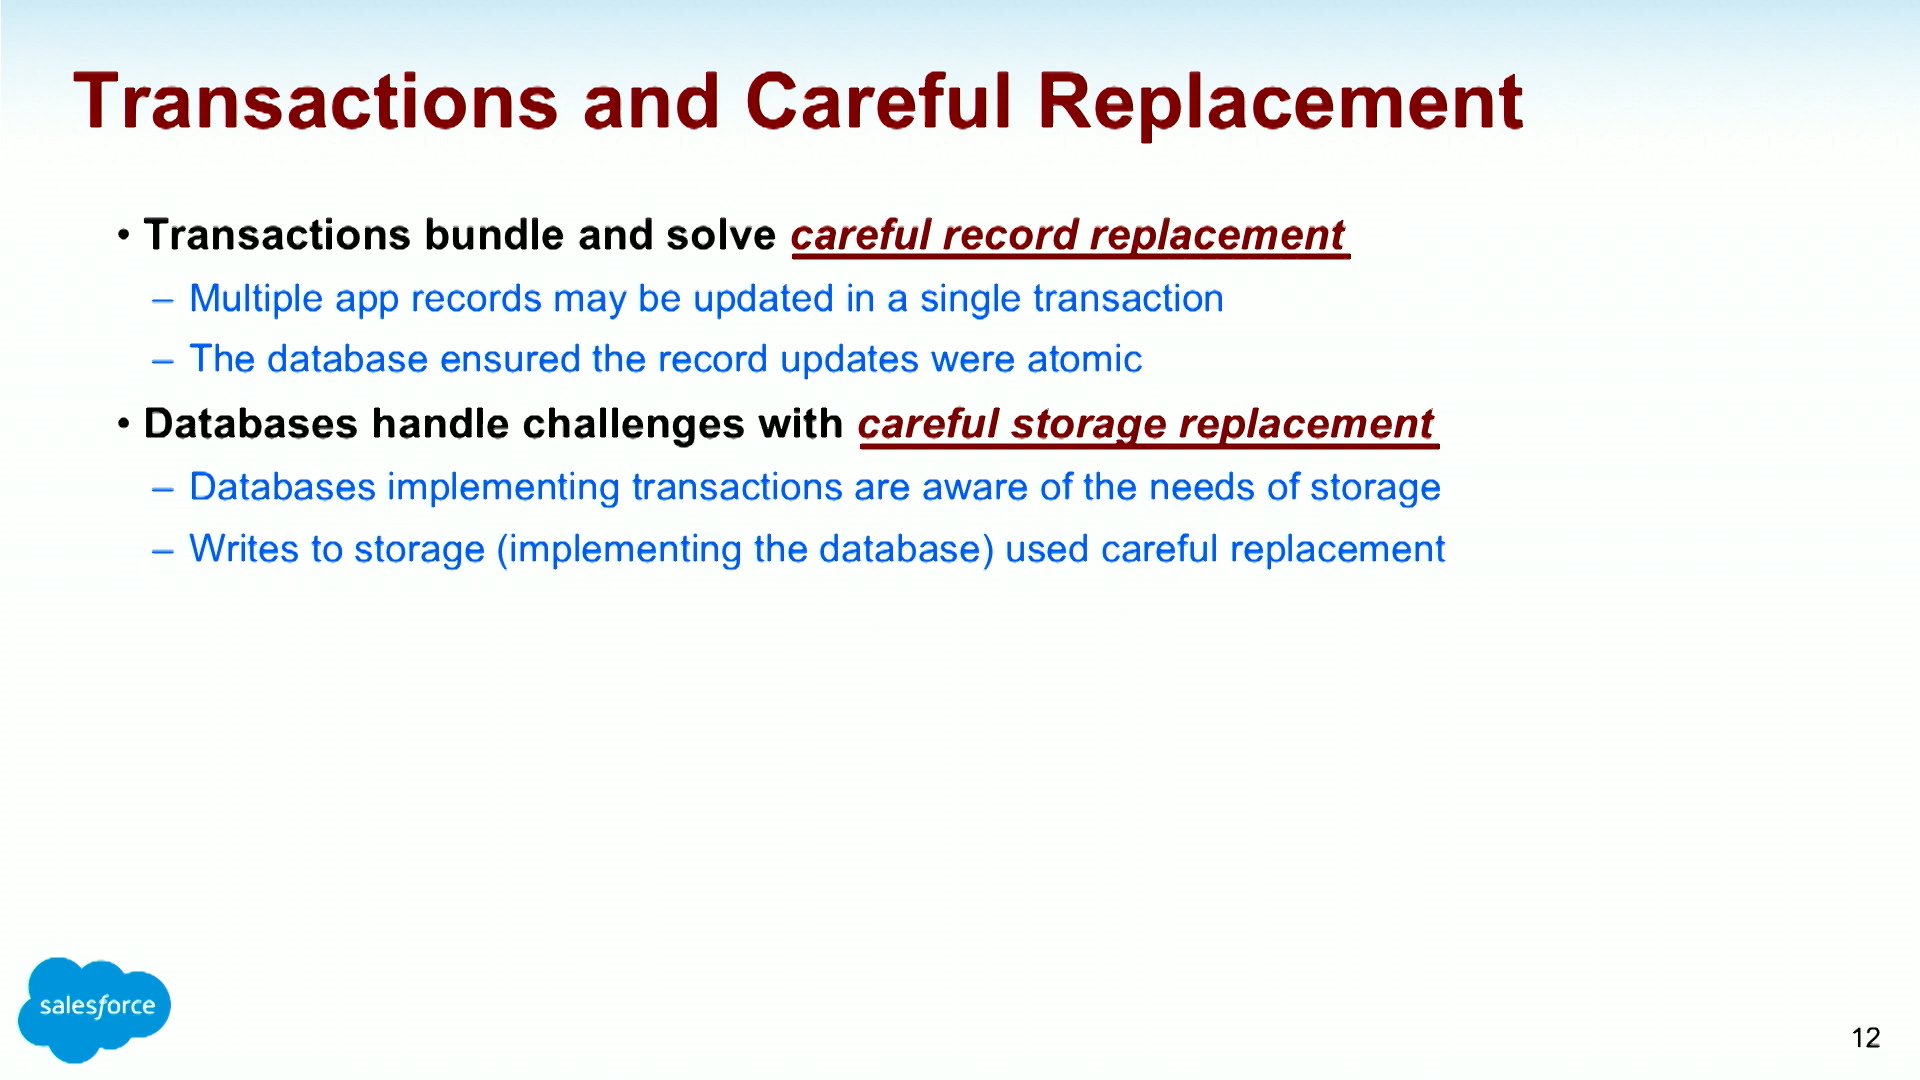 Transactions and Careful Replacement
• Transactions bundle and solve careful record replacement
– Multiple app records may be updated in a single transaction
– The database ensured the record updates were atomic
• Databases handle challenges with careful storage replacement
– Databases implementing transactions are aware of the needs of storage
– Writes to storage (implementing the database) used careful replacement
salesforce
12